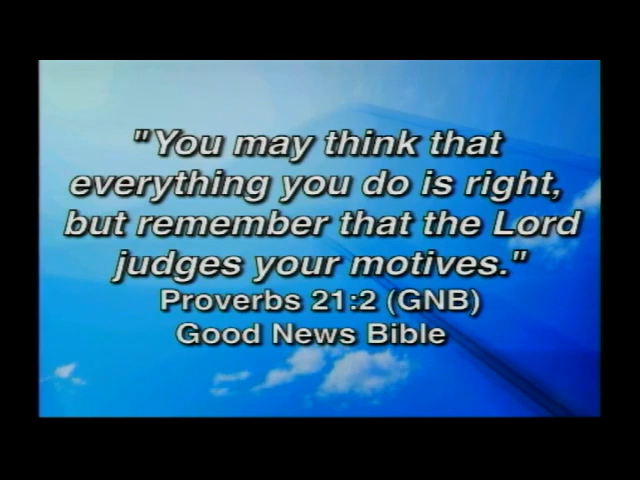 "You may think that
everything you do is right,
but remember that the Lord
judges your motives."
Proverbs 21:2 (GNB)
Good News Bible